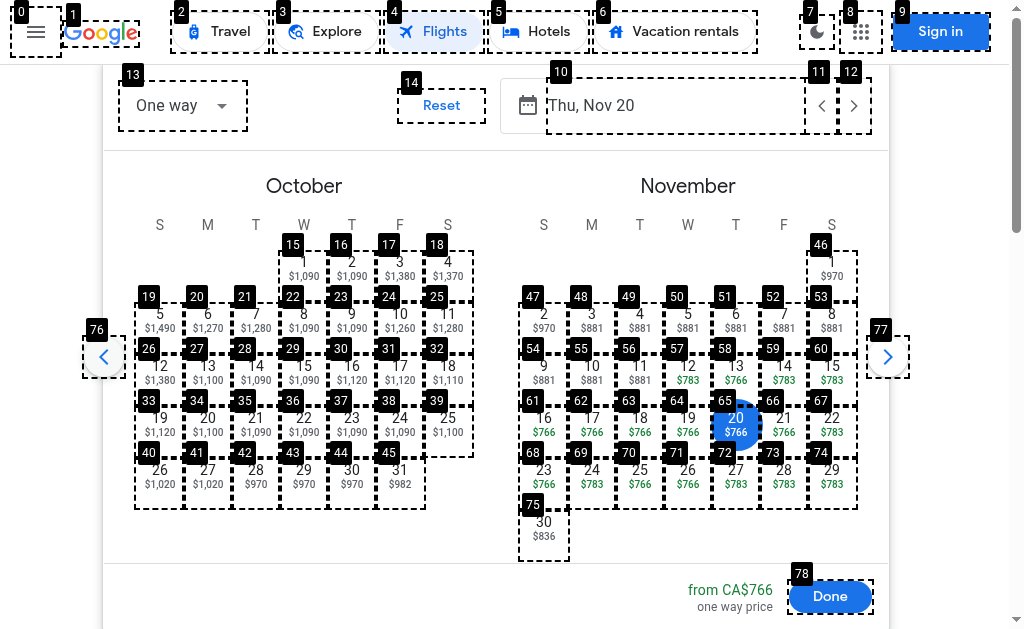 0 1 2 3 4 5 6 7 8 9
Google Travel Explore Flights Hotels Vacation rentals Sign in
13 14 10 11 12
One way Reset Thu, Nov 20
October
S M T W T F S
15 16 17 18
1 2 3 4
$1,090 $1,090 $1,380 $1,370
19 20 21 22 23 24 25
5 6 7 8 9 10 11
$1,490 $1,270 $1,280 $1,090 $1,090 $1,260 $1,280
26 27 28 29 30 31 32
12 13 14 15 16 17 18
$1,380 $1,100 $1,090 $1,090 $1,120 $1,120 $1,110
33 34 35 36 37 38 39
19 20 21 22 23 24 25
$1,120 $1,100 $1,090 $1,090 $1,090 $1,090 $1,100
40 41 42 43 44 45
26 27 28 29 30 31
$1,020 $1,020 $970 $970 $970 $982
November
S M T W T F S
46
1
$970
47 48 49 50 51 52 53
2 3 4 5 6 7 8
$970 $881 $881 $881 $881 $881 $881
54 55 56 57 58 59 60
9 10 11 12 13 14 15
$881 $881 $881 $783 $766 $783 $783
61 62 63 64 65 66 67
16 17 18 19 20 21 22
$766 $766 $766 $766 $766 $766 $783
68 69 70 71 72 73 74
23 24 25 26 27 28 29
$766 $783 $766 $766 $783 $783 $783
75
30
$836
76 77
78
from CA$766
one way price
Done